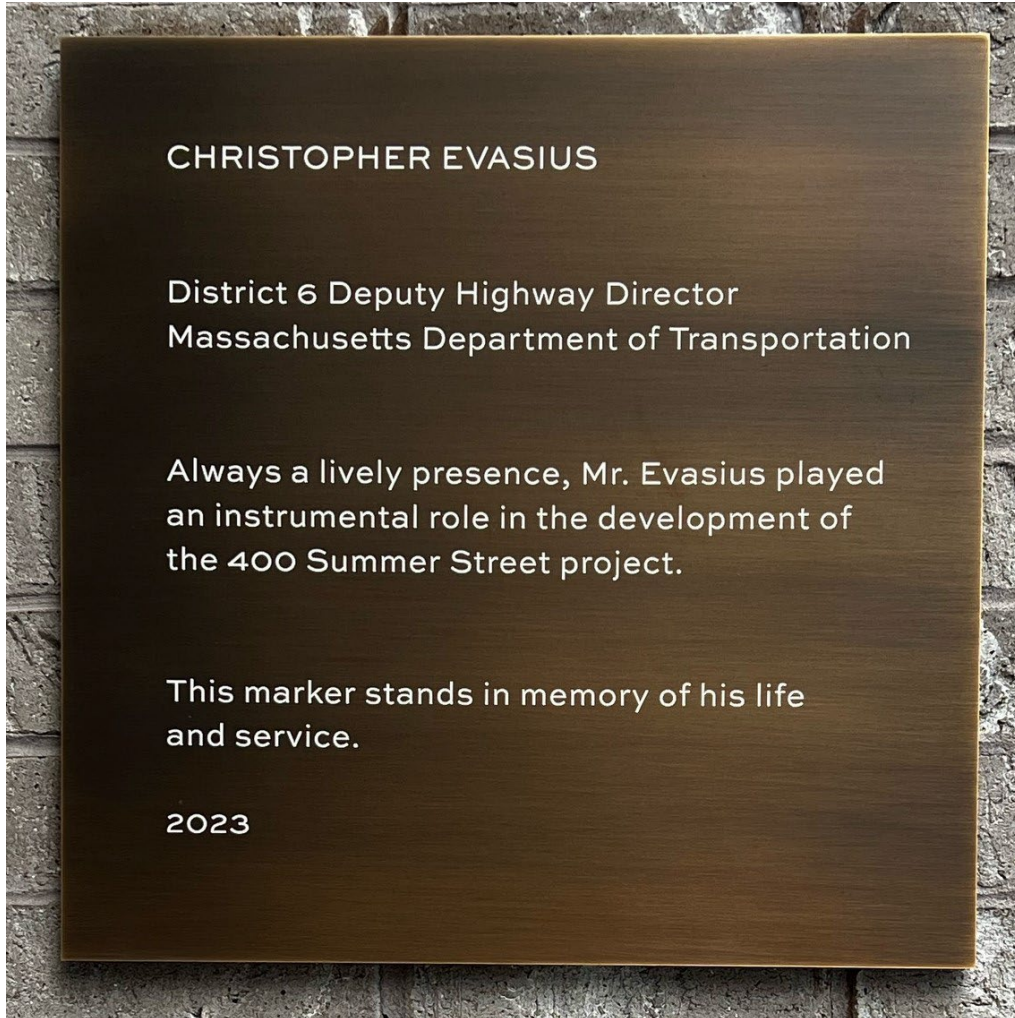 CHRISTOPHER EVASIUS
District 6 Deputy Highway Director
Massachusetts Department of Transportation
Always a lively presence, Mr. Evasius played
an instrumental role in the development of
the 400 Summer Street project.
This marker stands in memory of his life
and service.
2023